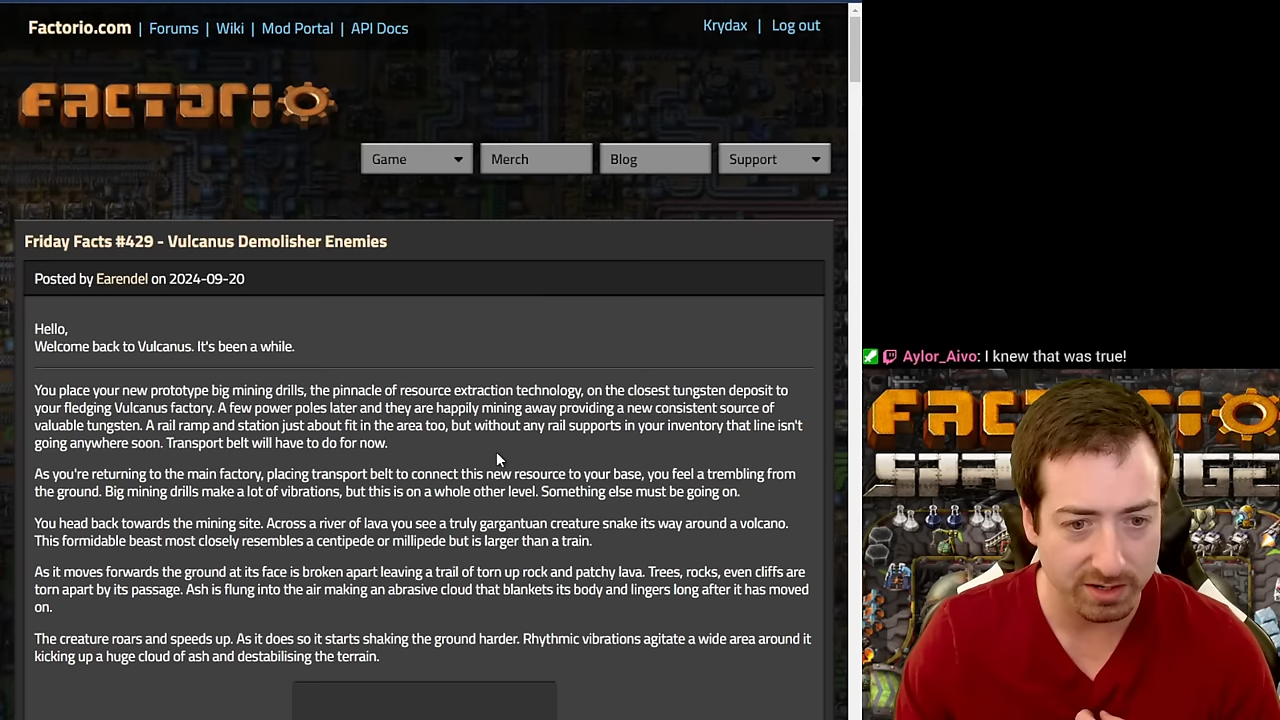 Factorio.com | Forums | Wiki | Mod Portal | API Docs
Krydax | Log out
FACTORIO
Game
Merch
Blog
Support
Friday Facts #429 - Vulcanus Demolisher Enemies
Posted by Earendel on 2024-09-20
Hello,
Welcome back to Vulcanus. It's been a while.
You place your new prototype big mining drills, the pinnacle of resource extraction technology, on the closest tungsten deposit to
your fledging Vulcanus factory. A few power poles later and they are happily mining away providing a new consistent source of
valuable tungsten. A rail ramp and station just about fit in the area too, but without any rail supports in your inventory that line isn't
going anywhere soon. Transport belt will have to do for now.
As you're returning to the main factory, placing transport belt to connect this new resource to your base, you feel a trembling from
the ground. Big mining drills make a lot of vibrations, but this is on a whole other level. Something else must be going on.
You head back towards the mining site. Across a river of lava you see a truly gargantuan creature snake its way around a volcano.
This formidable beast most closely resembles a centipede or millipede but is larger than a train.
As it moves forwards the ground at its face is broken apart leaving a trail of torn up rock and patchy lava. Trees, rocks, even cliffs are
torn apart by its passage. Ash is flung into the air making an abrasive cloud that blankets its body and lingers long after it has moved
on.
The creature roars and speeds up. As it does so it starts shaking the ground harder. Rhythmic vibrations agitate a wide area around it
kicking up a huge cloud of ash and destabilising the terrain.
Aylor_Aivo: I knew that was true!